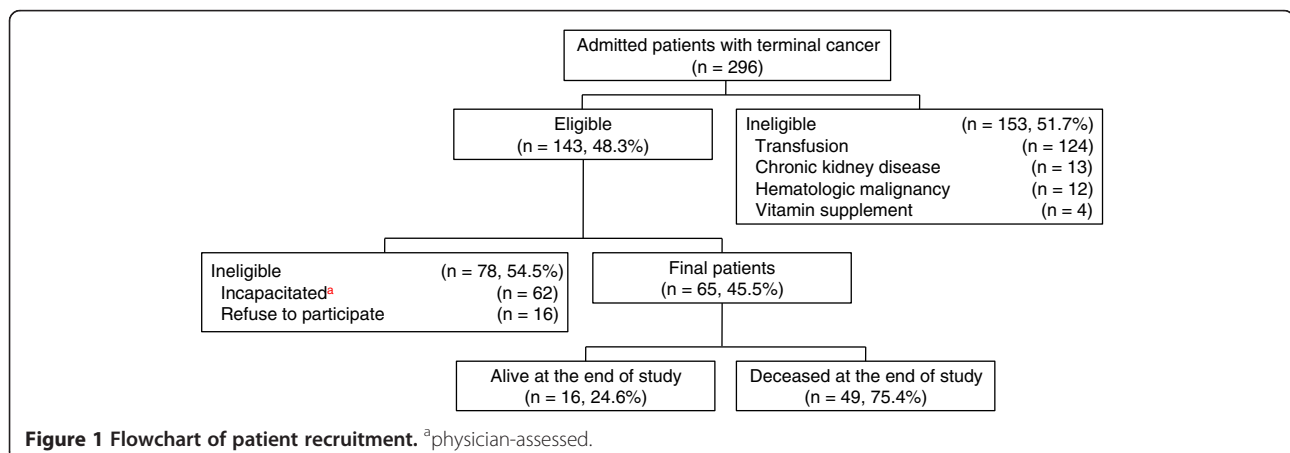 Admitted patients with terminal cancer
(n = 296)
Eligible
(n = 143, 48.3%)
Ineligible (n = 153, 51.7%)
Transfusion (n = 124)
Chronic kidney disease (n = 13)
Hematologic malignancy (n = 12)
Vitamin supplement (n = 4)
Ineligible (n = 78, 54.5%)
Incapacitatedᵃ (n = 62)
Refuse to participate (n = 16)
Final patients
(n = 65, 45.5%)
Alive at the end of study
(n = 16, 24.6%)
Deceased at the end of study
(n = 49, 75.4%)
Figure 1 Flowchart of patient recruitment. ᵃphysician-assessed.